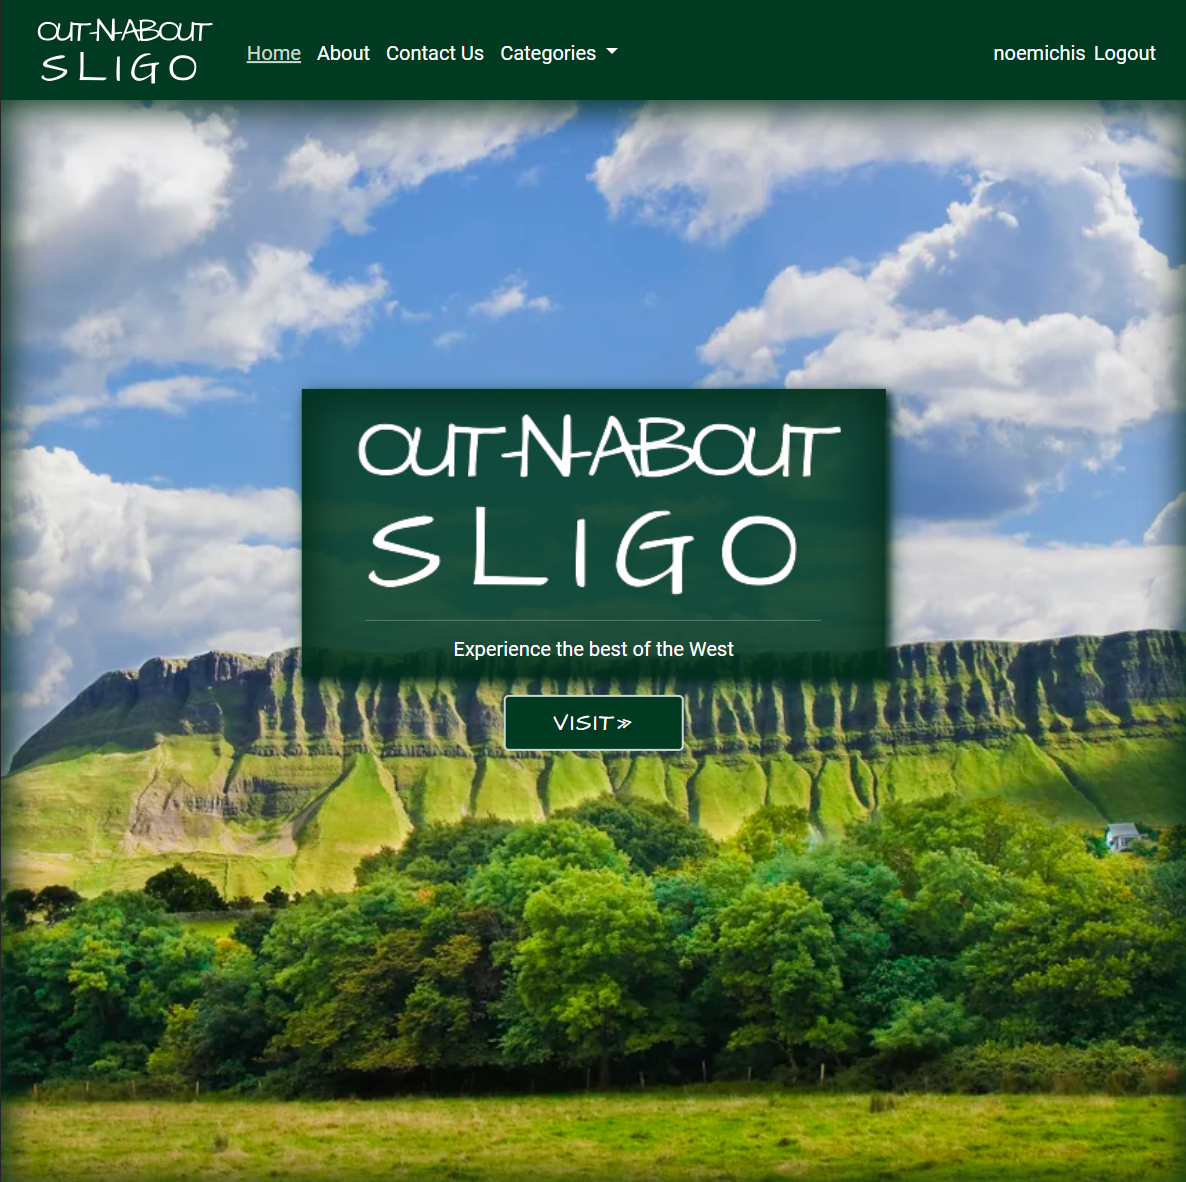 OUT-N-ABOUT
SLIGO
Home About Contact Us Categories
noemichis Logout
OUT-N-ABOUT
SLIGO
Experience the best of the West
VISIT»